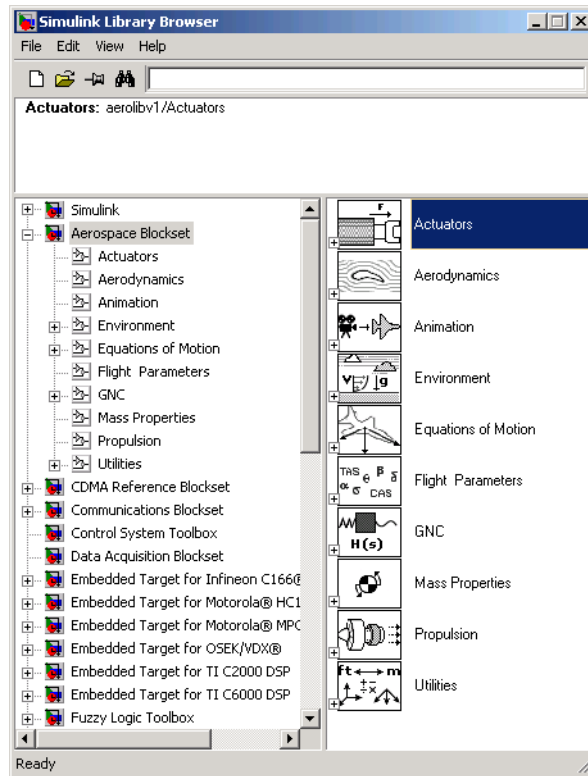 Simulink Library Browser
File Edit View Help
Actuators: aerolibv1/Actuators
Simulink
Aerospace Blockset
Actuators
Aerodynamics
Animation
Environment
Equations of Motion
Flight Parameters
GNC
Mass Properties
Propulsion
Utilities
CDMA Reference Blockset
Communications Blockset
Control System Toolbox
Data Acquisition Blockset
Embedded Target for Infineon C166®
Embedded Target for Motorola® HC1
Embedded Target for Motorola® MPC
Embedded Target for OSEK/VDX®
Embedded Target for TI C2000 DSP
Embedded Target for TI C6000 DSP
Fuzzy Logic Toolbox
F
Actuators
Aerodynamics
Animation
V g
Environment
Equations of Motion
TAS θ β δ
α σ CAS
Flight Parameters
H(s)
GNC
Mass Properties
Propulsion
ft m
Utilities
Ready